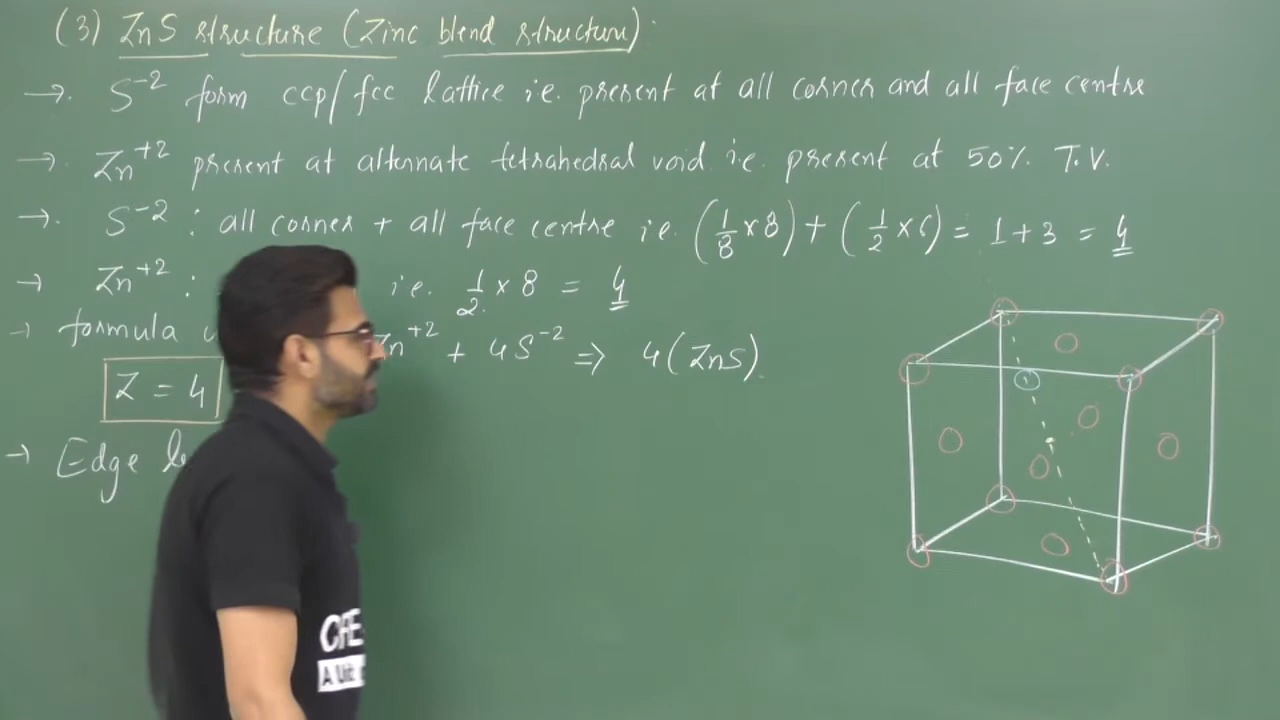 (3) ZnS structure (Zinc blend structure)
→. S⁻² form ccp/fcc lattice i.e. present at all corner and all face centre
→. Zn⁺² present at alternate tetrahedral void i.e. present at 50% T.V.
→. S⁻² : all corner + all face centre i.e. (1/8 × 8) + (1/2 × 6) = 1 + 3 = 4
→ Zn⁺² : i.e. 1/2 × 8 = 4
→ formula
Zn⁺² + 4S⁻² ⇒ 4(ZnS).
Z = 4
→ Edge